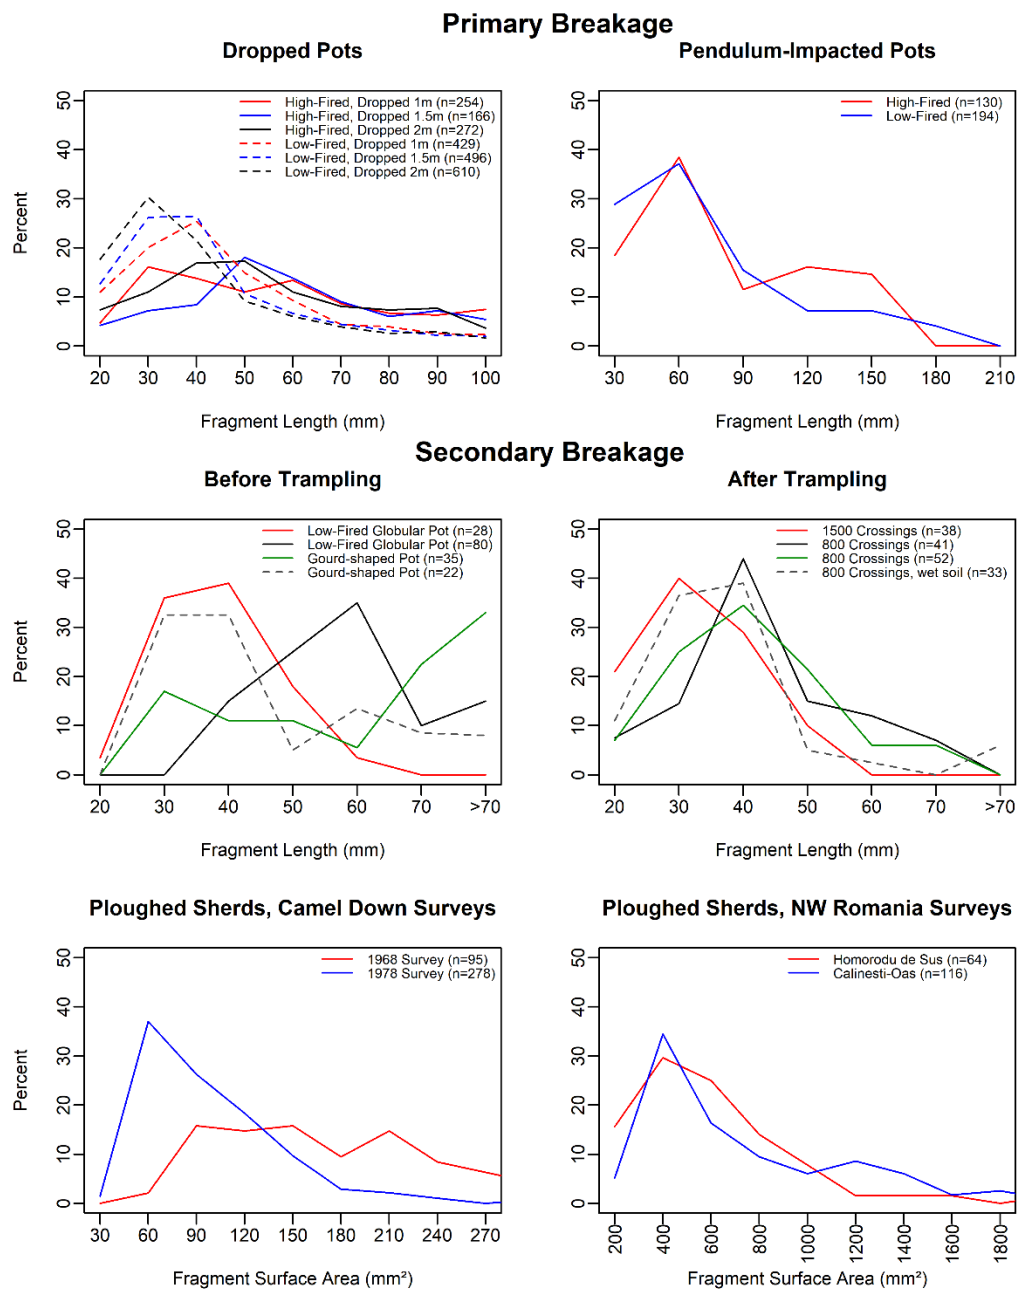 Primary Breakage
Dropped Pots
Pendulum-Impacted Pots
Percent
0 10 20 30 40 50
High-Fired, Dropped 1m (n=254)
High-Fired, Dropped 1.5m (n=166)
High-Fired, Dropped 2m (n=272)
Low-Fired, Dropped 1m (n=429)
Low-Fired, Dropped 1.5m (n=496)
Low-Fired, Dropped 2m (n=610)
20 30 40 50 60 70 80 90 100
Fragment Length (mm)
0 10 20 30 40 50
High-Fired (n=130)
Low-Fired (n=194)
30 60 90 120 150 180 210
Fragment Length (mm)
Secondary Breakage
Before Trampling
After Trampling
Percent
0 10 20 30 40 50
Low-Fired Globular Pot (n=28)
Low-Fired Globular Pot (n=80)
Gourd-shaped Pot (n=35)
Gourd-shaped Pot (n=22)
20 30 40 50 60 70 >70
Fragment Length (mm)
0 10 20 30 40 50
1500 Crossings (n=38)
800 Crossings (n=41)
800 Crossings (n=52)
800 Crossings, wet soil (n=33)
20 30 40 50 60 70 >70
Fragment Length (mm)
Ploughed Sherds, Camel Down Surveys
Ploughed Sherds, NW Romania Surveys
Percent
0 10 20 30 40 50
1968 Survey (n=95)
1978 Survey (n=278)
30 60 90 120 150 180 210 240 270
Fragment Surface Area (mm²)
0 10 20 30 40 50
Homorodu de Sus (n=64)
Calinesti-Oas (n=116)
200 400 600 800 1000 1200 1400 1600 1800
Fragment Surface Area (mm²)